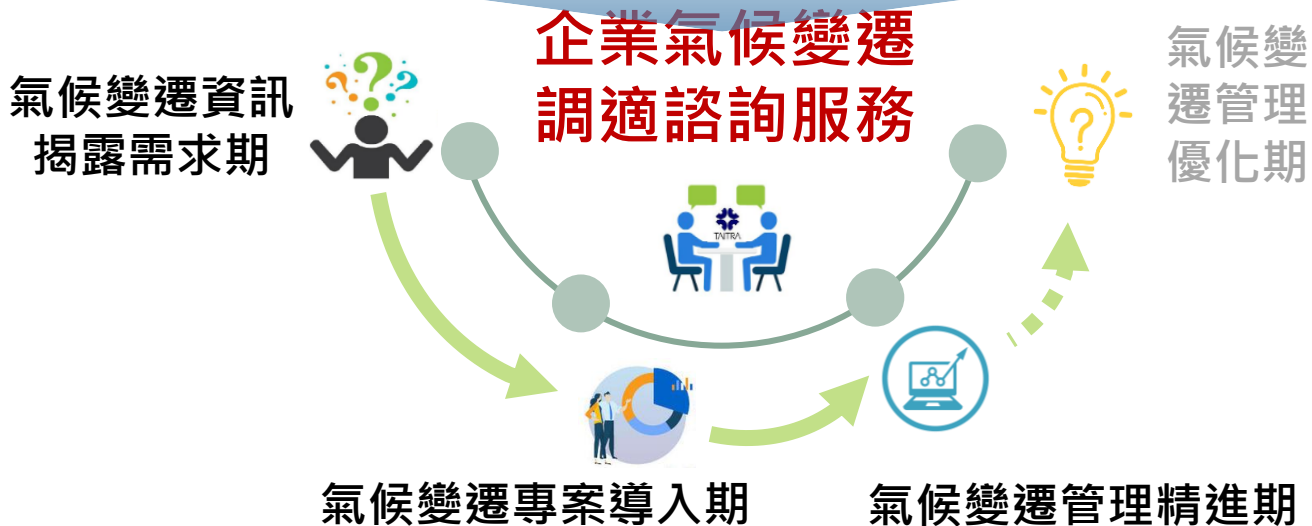 企業氣候變遷
調適諮詢服務
氣候變遷資訊
揭露需求期
氣候變
遷管理
優化期
TAITRA
氣候變遷專案導入期
氣候變遷管理精進期